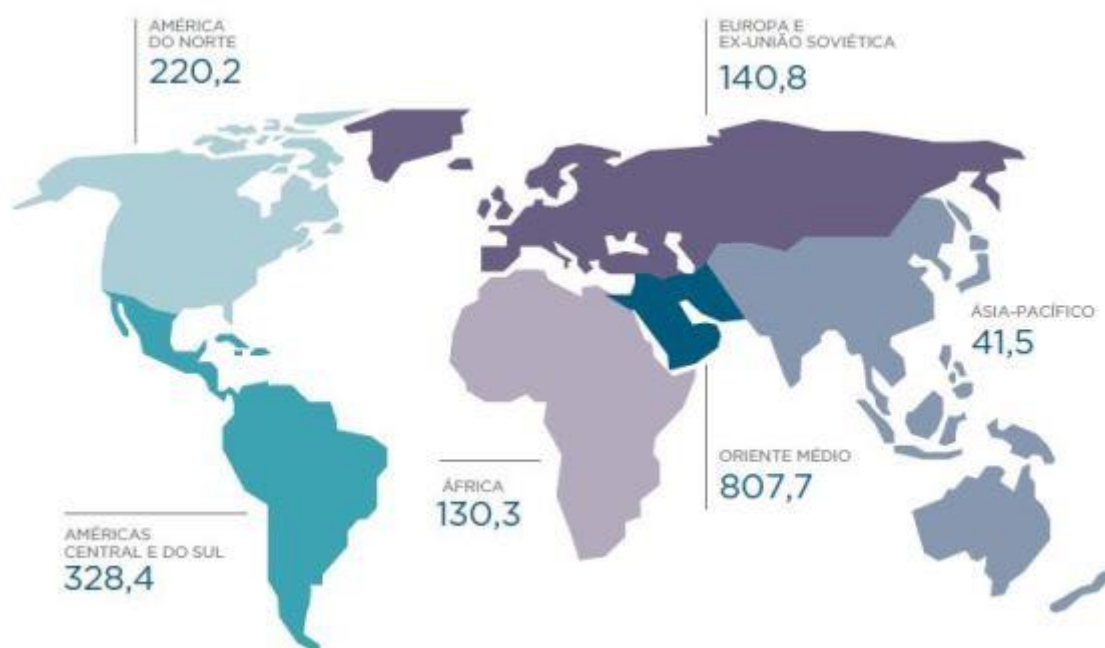 AMÉRICA
DO NORTE
220,2
EUROPA E
EX-UNIÃO SOVIÉTICA
140,8
ÁSIA-PACÍFICO
41,5
ORIENTE MÉDIO
807,7
ÁFRICA
130,3
AMÉRICAS
CENTRAL E DO SUL
328,4